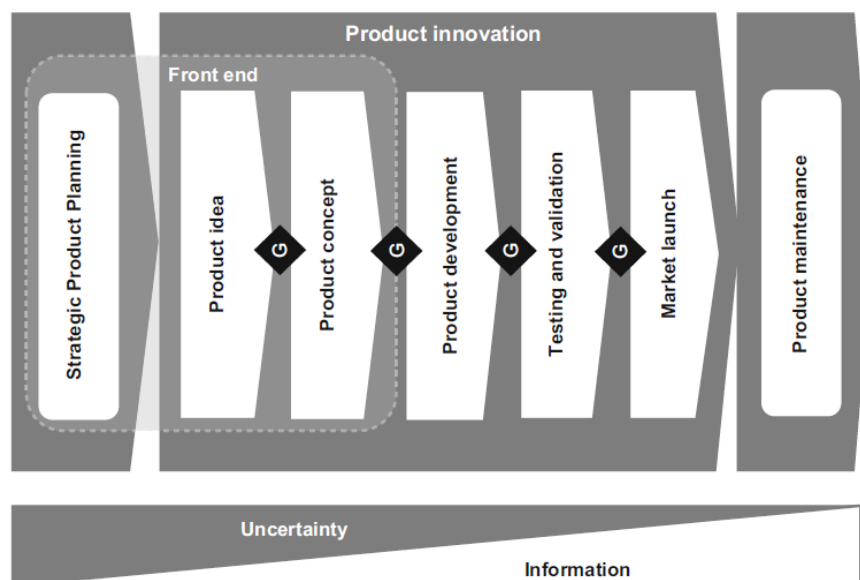 Product innovation
Front end
Strategic Product Planning
Product idea
G
Product concept
G
Product development
G
Testing and validation
G
Market launch
Product maintenance
Uncertainty
Information